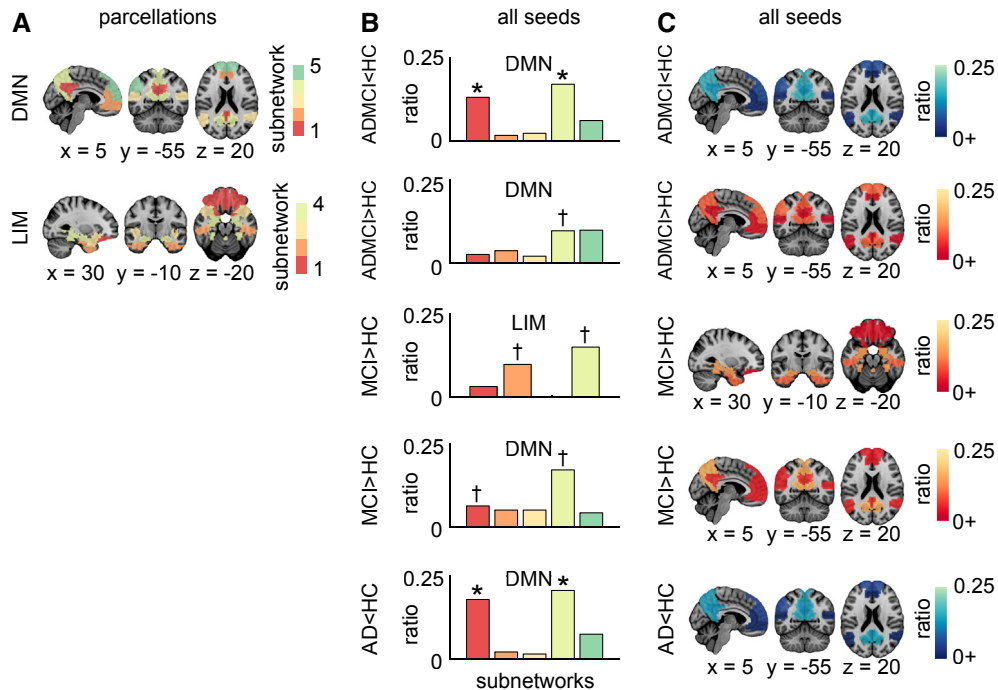 A
parcellations
DMN
subnetwork
5
1
x = 5 y = -55 z = 20
LIM
subnetwork
4
1
x = 30 y = -10 z = -20
B
all seeds
ADMCI<HC
ratio
0.25
0
DMN
*
*
ADMCI>HC
ratio
0.25
0
DMN
†
MCI>HC
ratio
0.25
0
LIM
†
†
MCI>HC
ratio
0.25
0
DMN
†
†
AD<HC
ratio
0.25
0
DMN
*
*
subnetworks
C
all seeds
ADMCI<HC
x = 5 y = -55 z = 20
ratio
0.25
0+
ADMCI>HC
x = 5 y = -55 z = 20
ratio
0.25
0+
MCI>HC
x = 30 y = -10 z = -20
ratio
0.25
0+
MCI>HC
x = 5 y = -55 z = 20
ratio
0.25
0+
AD<HC
x = 5 y = -55 z = 20
ratio
0.25
0+